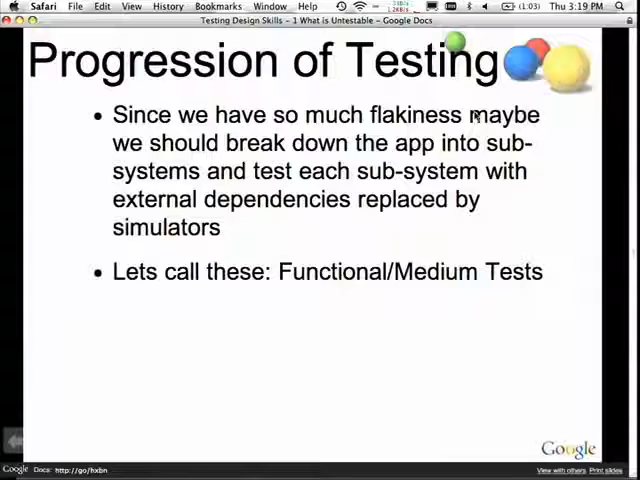 Safari File Edit View History Bookmarks Window Help (1:03) Thu 3:19 PM
Testing Design Skills - 1 What is Untestable - Google Docs
Progression of Testing
• Since we have so much flakiness maybe
we should break down the app into sub-
systems and test each sub-system with
external dependencies replaced by
simulators
• Lets call these: Functional/Medium Tests
Google
Google Docs: http://go/hxbn View with others Print slides